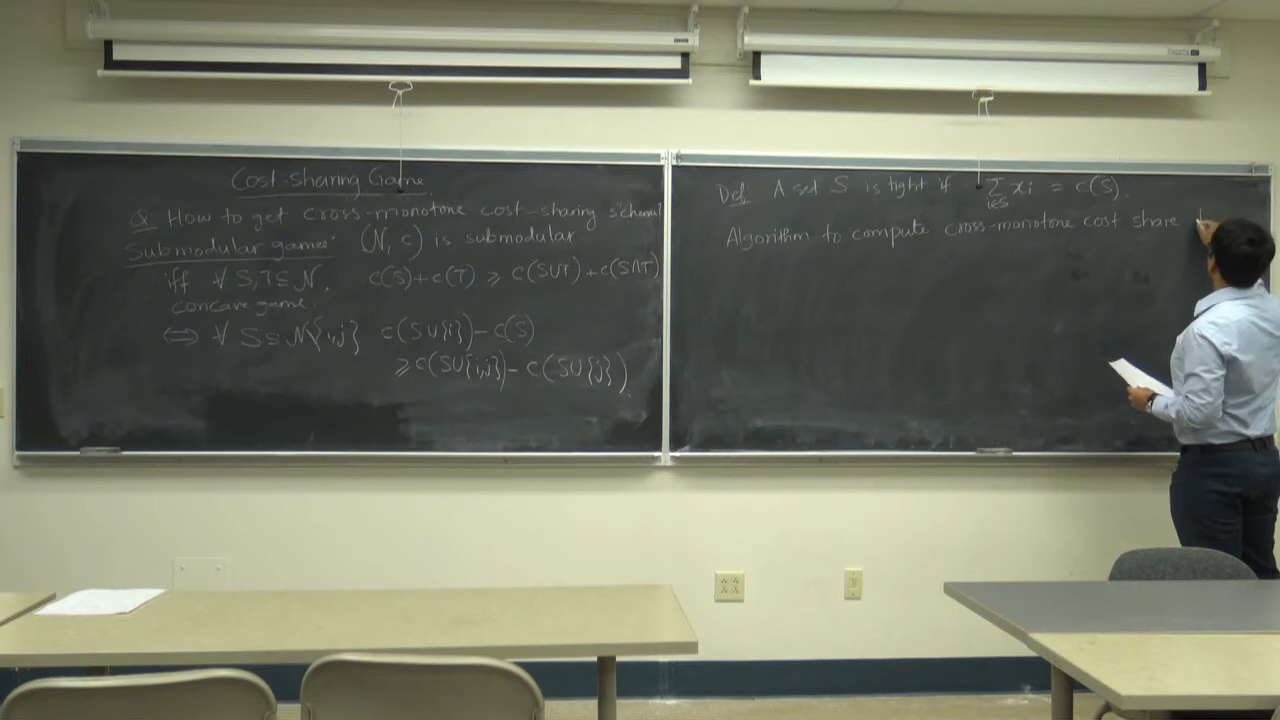 Cost-sharing Game
Q How to get cross-monotone cost-sharing scheme?
Submodular games: (N, c) is submodular
iff ∀ S,T ⊆ N, c(S)+c(T) ≥ c(S∪T)+c(S∩T)
concave game.
⟺ ∀ S⊆N\{i,j} c(S∪{i})-c(S)
≥ c(S∪{i,j})-c(S∪{j})
Def A set S is tight if ∑_{i∈S} x_i = c(S).
Algorithm to compute cross-monotone cost share